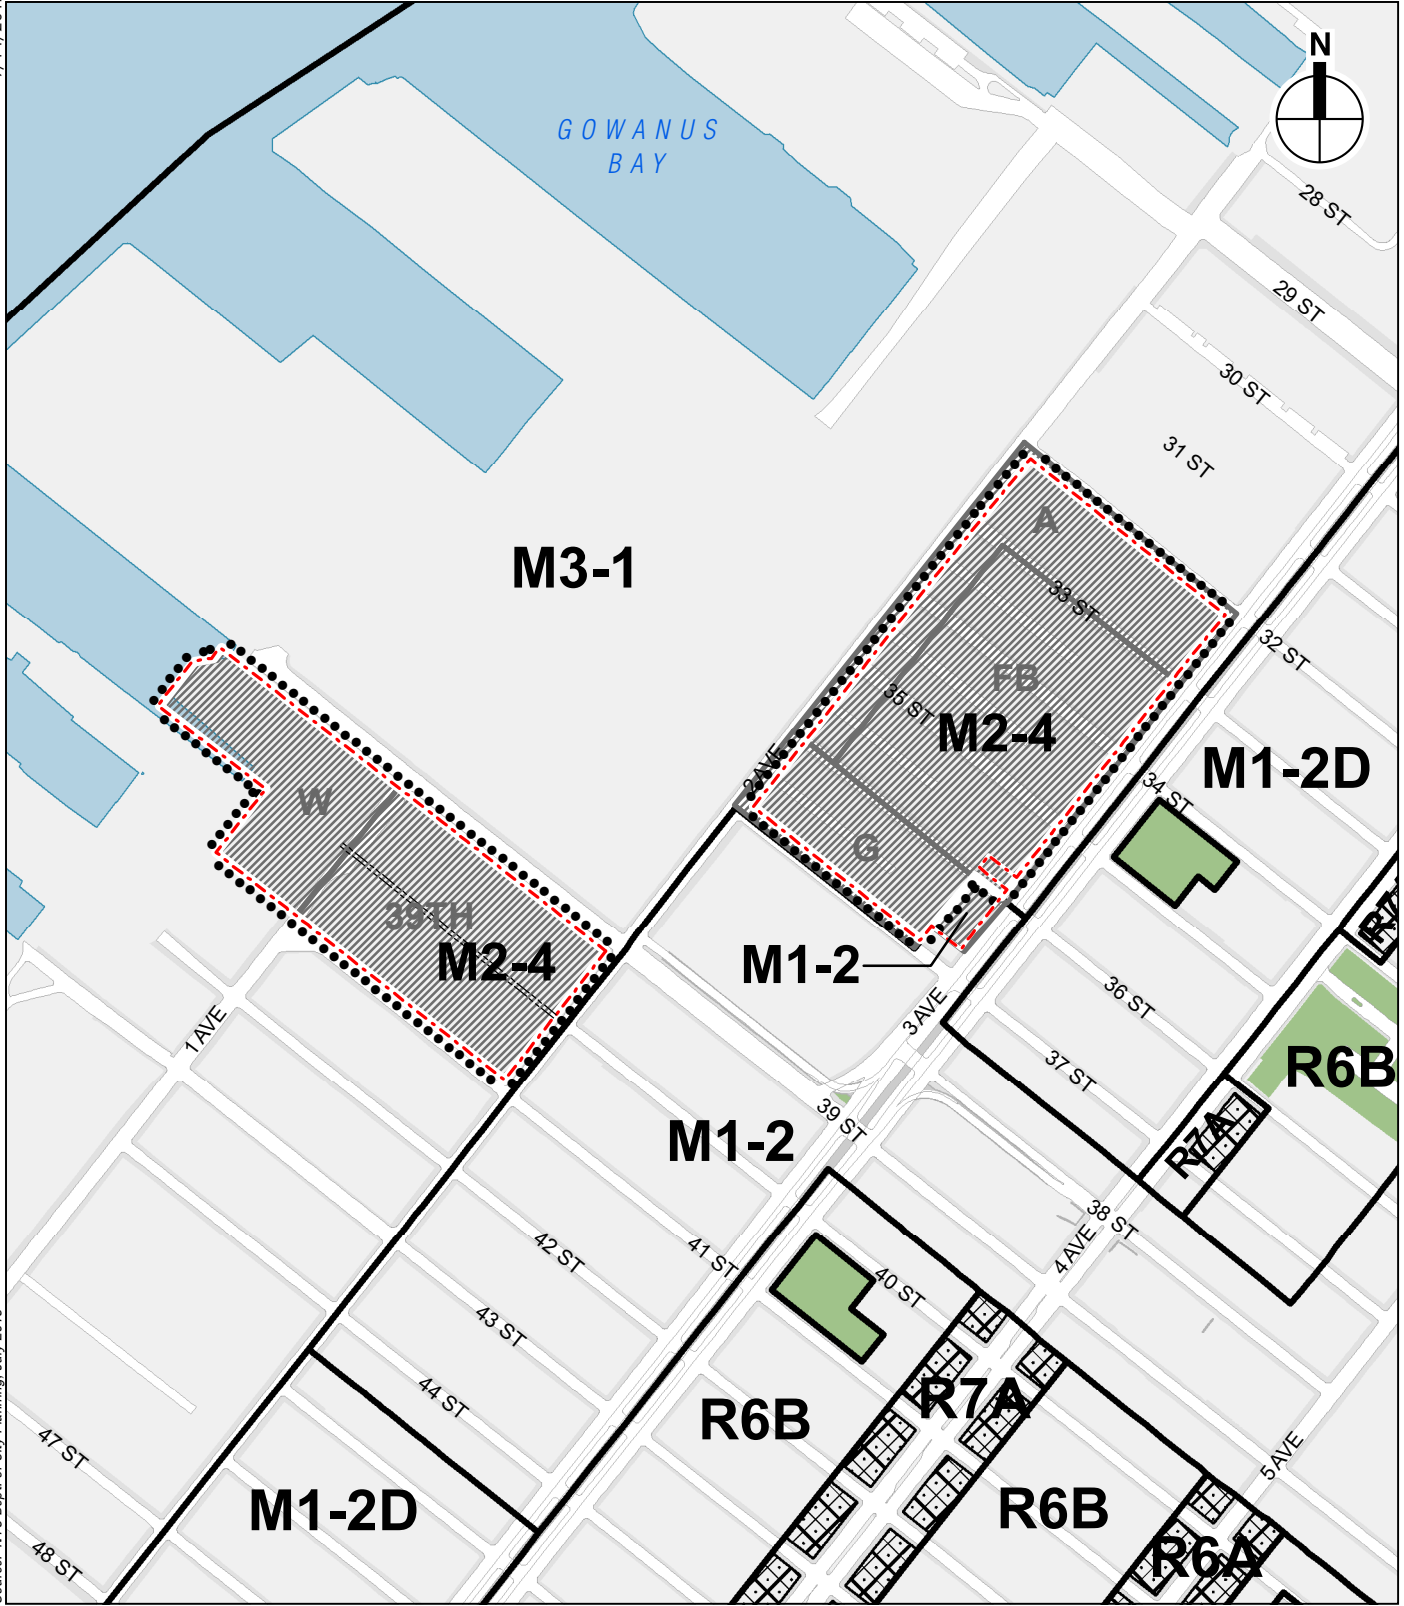 N
GOWANUS
BAY
28 ST
29 ST
30 ST
31 ST
M3-1
A
33 ST
32 ST
FB
35 ST
M2-4
2 AVE
M1-2D
34 ST
W
G
39TH
M2-4
M1-2
36 ST
3 AVE
1 AVE
37 ST
R7A
R6B
39 ST
M1-2
R7A
38 ST
4 AVE
42 ST
41 ST
40 ST
43 ST
44 ST
R7A
R6B
47 ST
5 AVE
M1-2D
R6B
48 ST
R6A